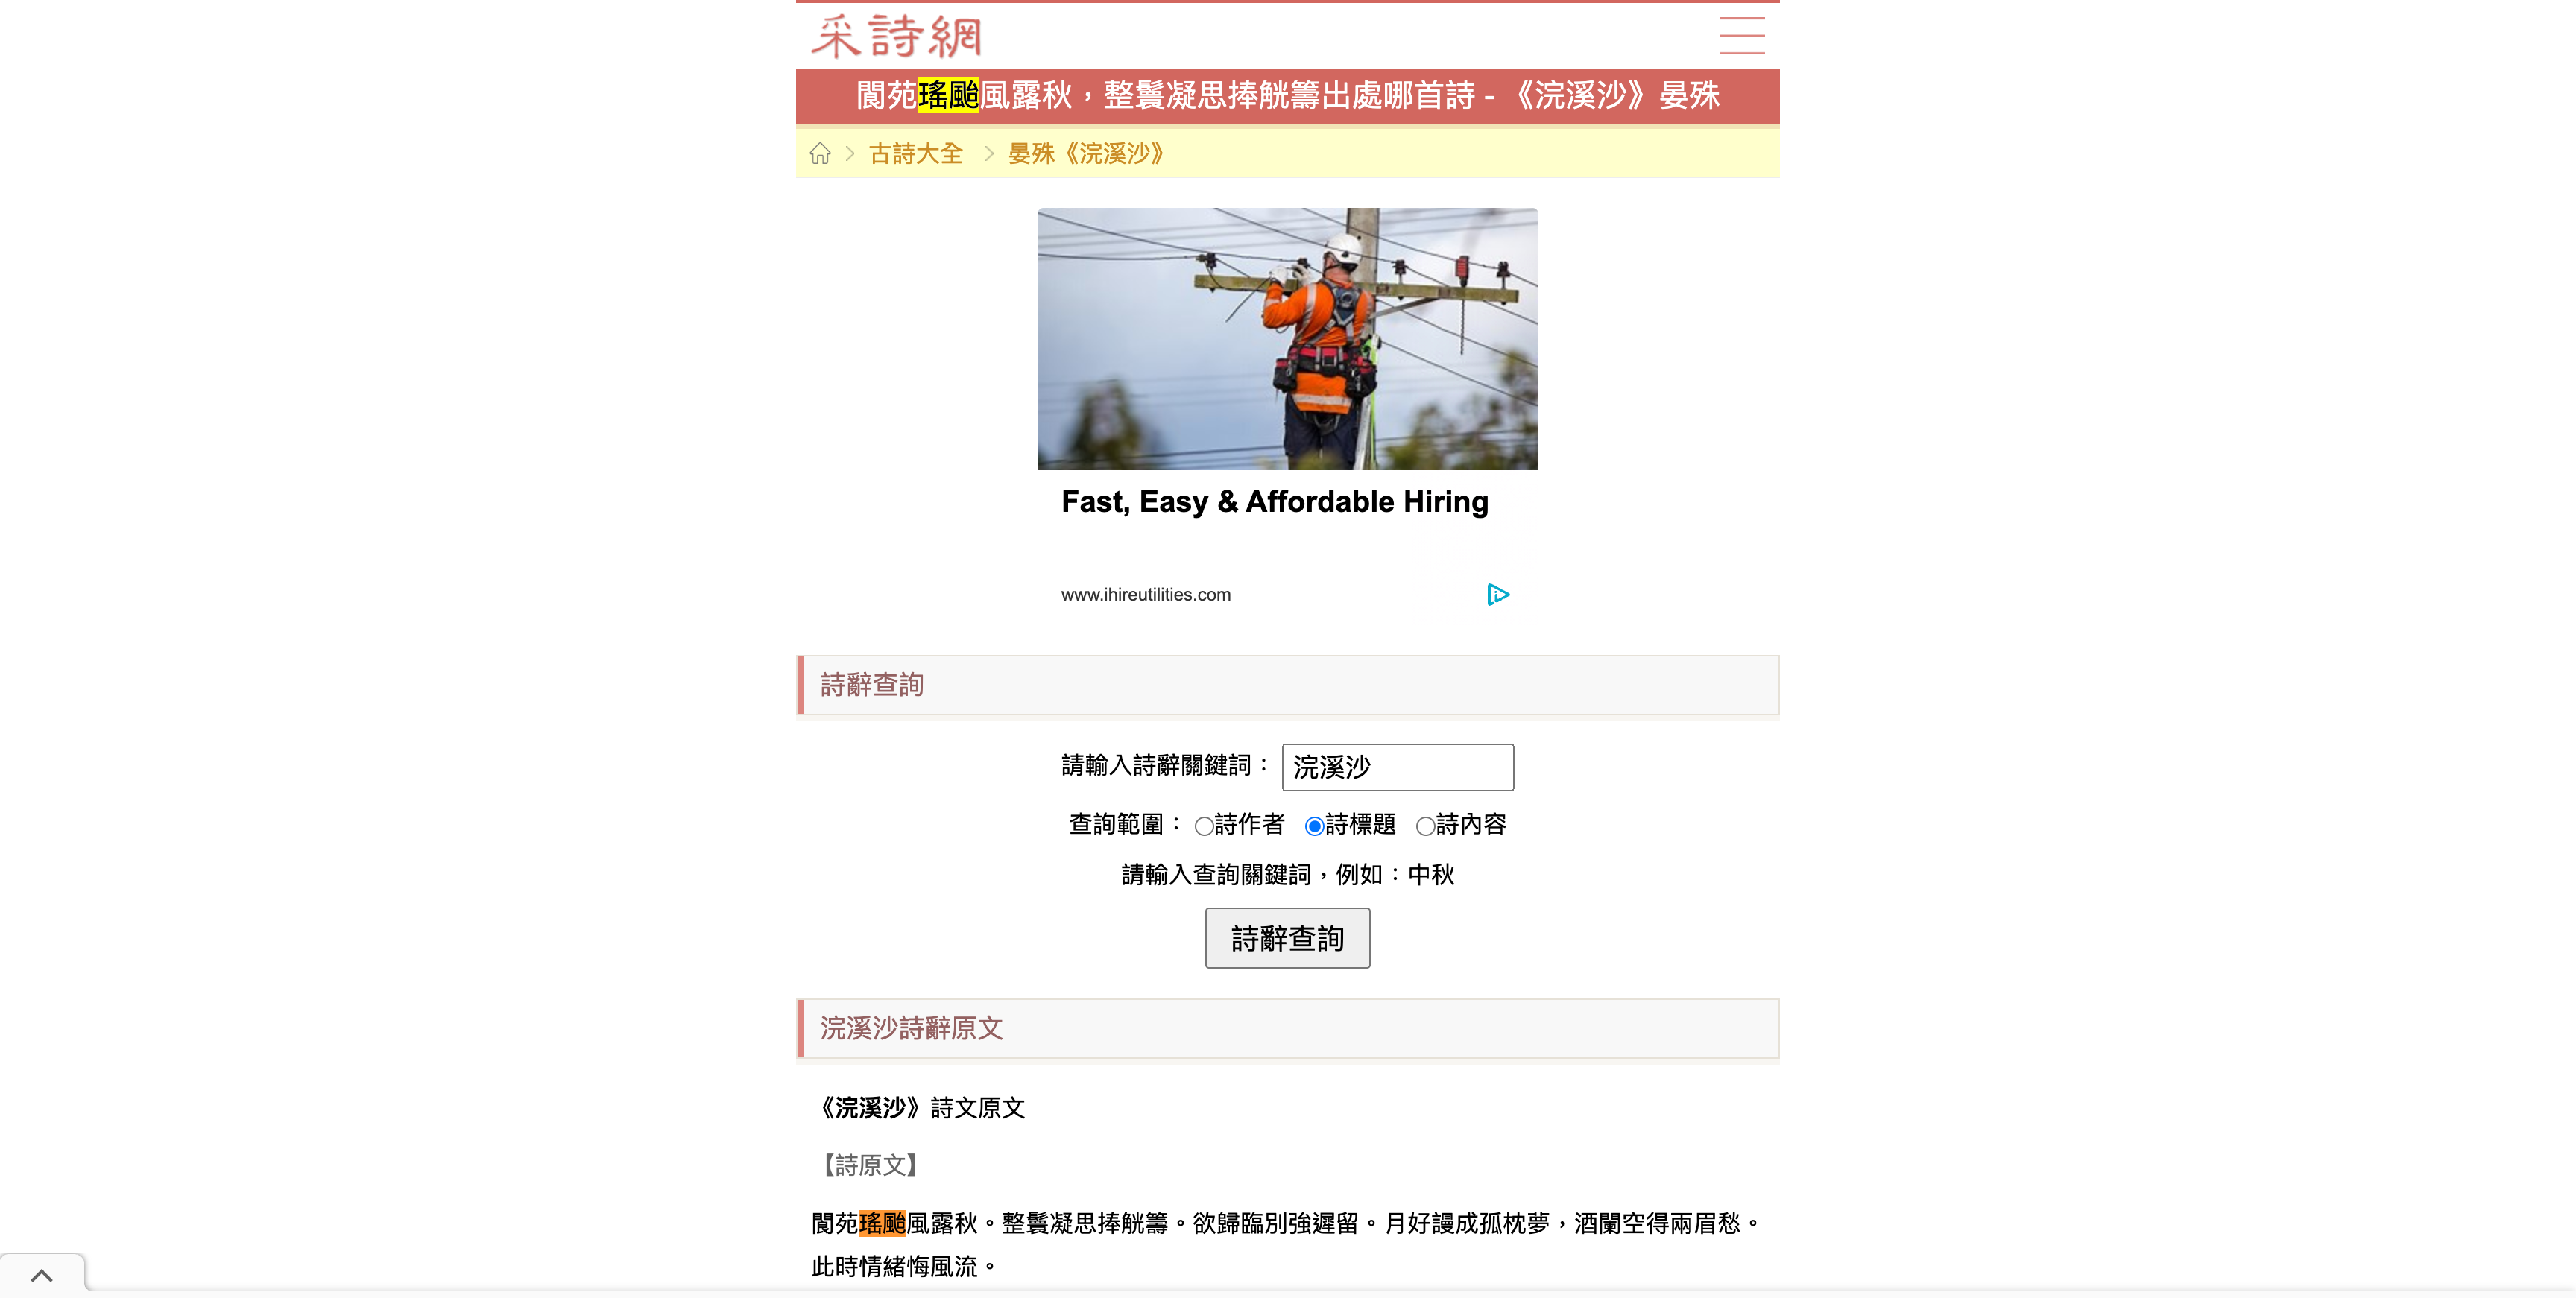 采詩網
閬苑瑤颱風露秋，整鬟凝思捧觥籌出處哪首詩 - 《浣溪沙》晏殊
古詩大全 > 晏殊《浣溪沙》
Fast, Easy & Affordable Hiring
www.ihireutilities.com
詩辭查詢
請輸入詩辭關鍵詞： 浣溪沙
查詢範圍： 詩作者 詩標題 詩內容
請輸入查詢關鍵詞，例如：中秋
詩辭查詢
浣溪沙詩辭原文
《浣溪沙》詩文原文
【詩原文】
閬苑瑤颱風露秋。整鬟凝思捧觥籌。欲歸臨別強遲留。月好謾成孤枕夢，酒闌空得兩眉愁。
此時情緒悔風流。